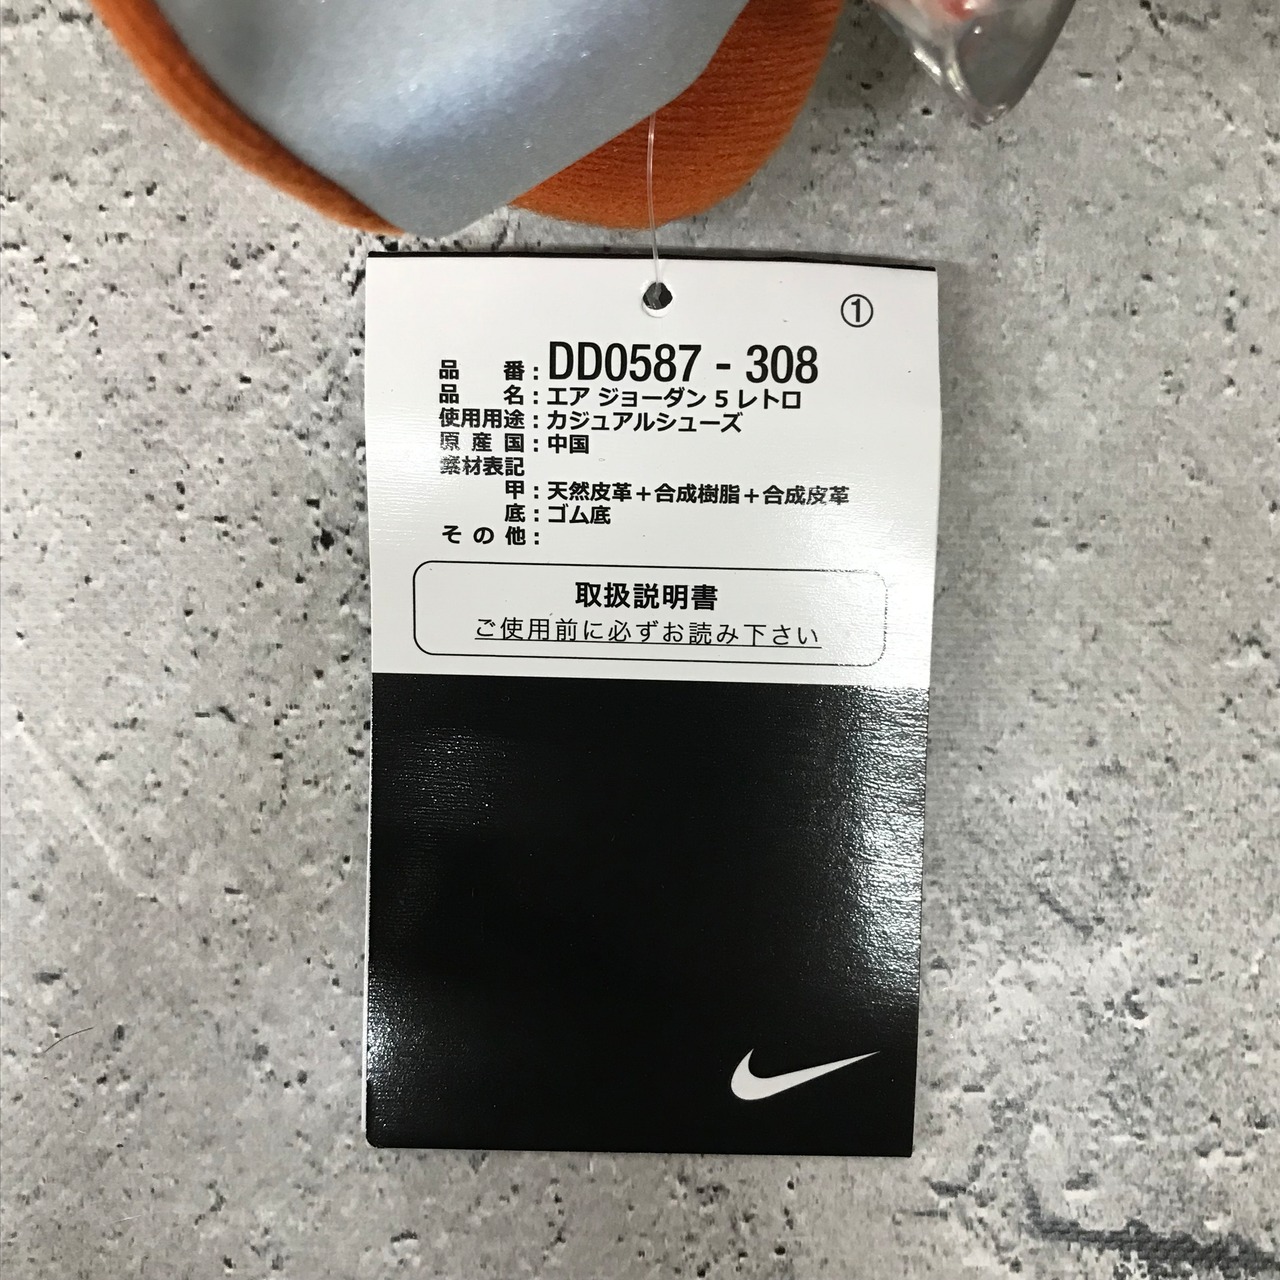 ①
品番：DD0587 - 308
品名：エア ジョーダン 5 レトロ
使用用途：カジュアルシューズ
原産国：中国
素材表記
甲：天然皮革＋合成樹脂＋合成皮革
底：ゴム底
その他：
取扱説明書
ご使用前に必ずお読み下さい